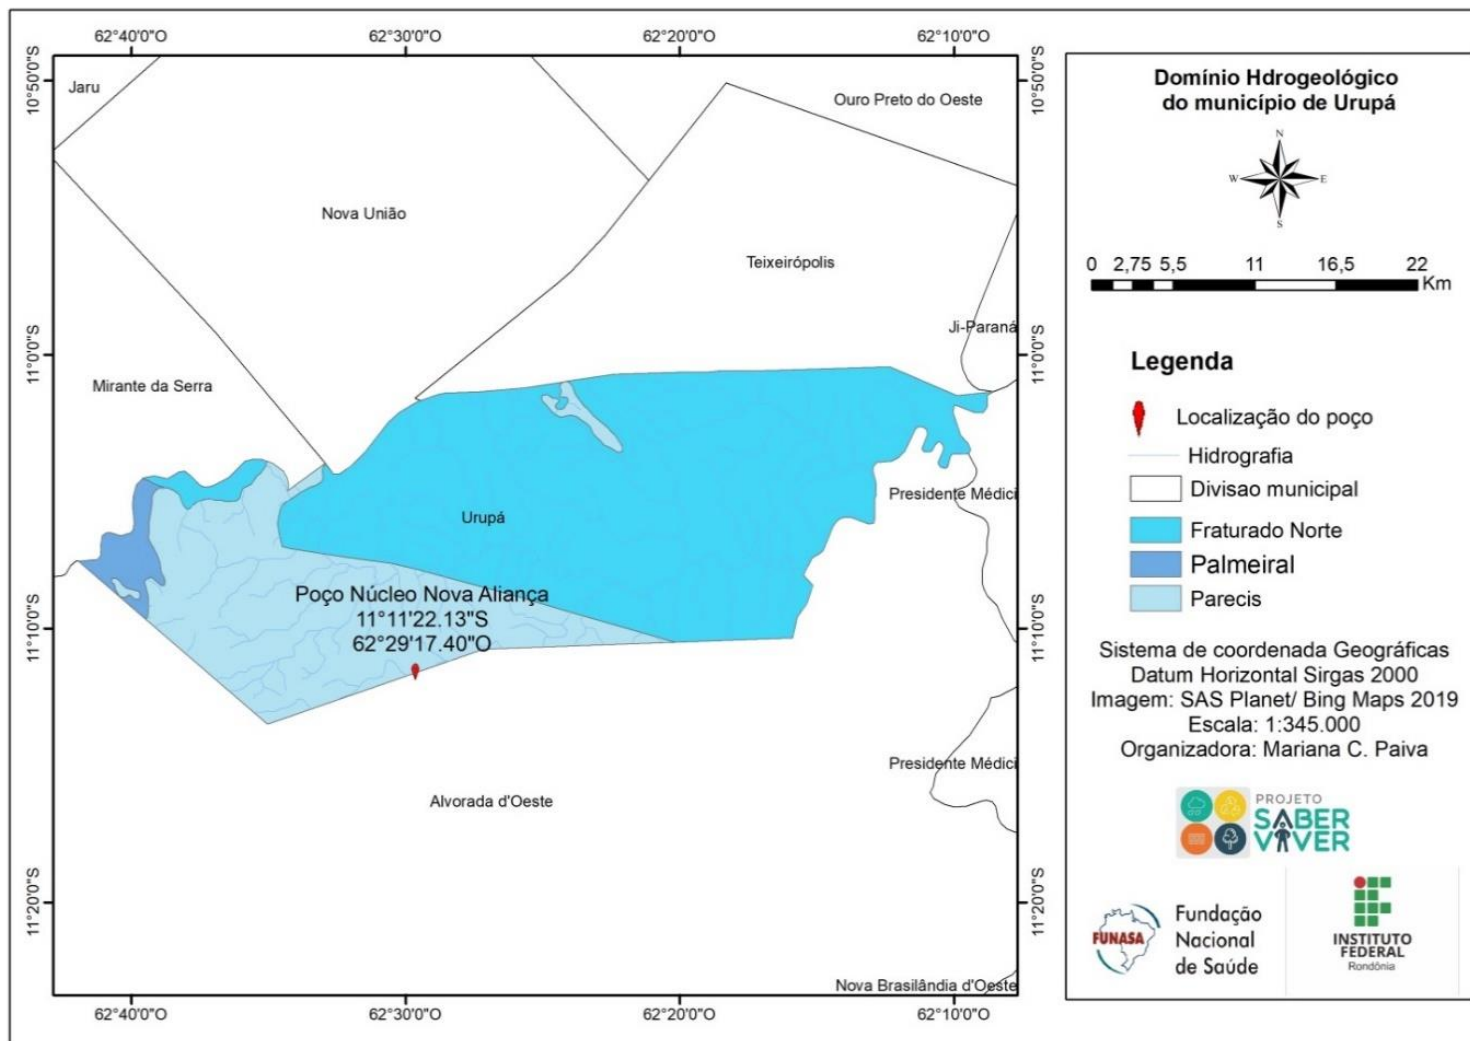 62°40'0"O
62°30'0"O
62°20'0"O
62°10'0"O
10°50'0"S
10°50'0"S
Jaru
Ouro Preto do Oeste
Nova União
Teixeirópolis
Ji-Paraná
11°0'0"S
11°0'0"S
Mirante da Serra
Presidente Médici
Urupá
Poço Núcleo Nova Aliança
11°11'22.13"S
62°29'17.40"O
11°10'0"S
11°10'0"S
Presidente Médici
Alvorada d'Oeste
11°20'0"S
11°20'0"S
Nova Brasilândia d'Oeste
62°40'0"O
62°30'0"O
62°20'0"O
62°10'0"O
Domínio Hdrogeológico
do município de Urupá
N
W
E
S
0 2,75 5,5 11 16,5 22
Km
Legenda
Localização do poço
Hidrografia
Divisao municipal
Fraturado Norte
Palmeiral
Parecis
Sistema de coordenada Geográficas
Datum Horizontal Sirgas 2000
Imagem: SAS Planet/ Bing Maps 2019
Escala: 1:345.000
Organizadora: Mariana C. Paiva
PROJETO
SABER
VIVER
FUNASA
Fundação
Nacional
de Saúde
INSTITUTO
FEDERAL
Rondônia